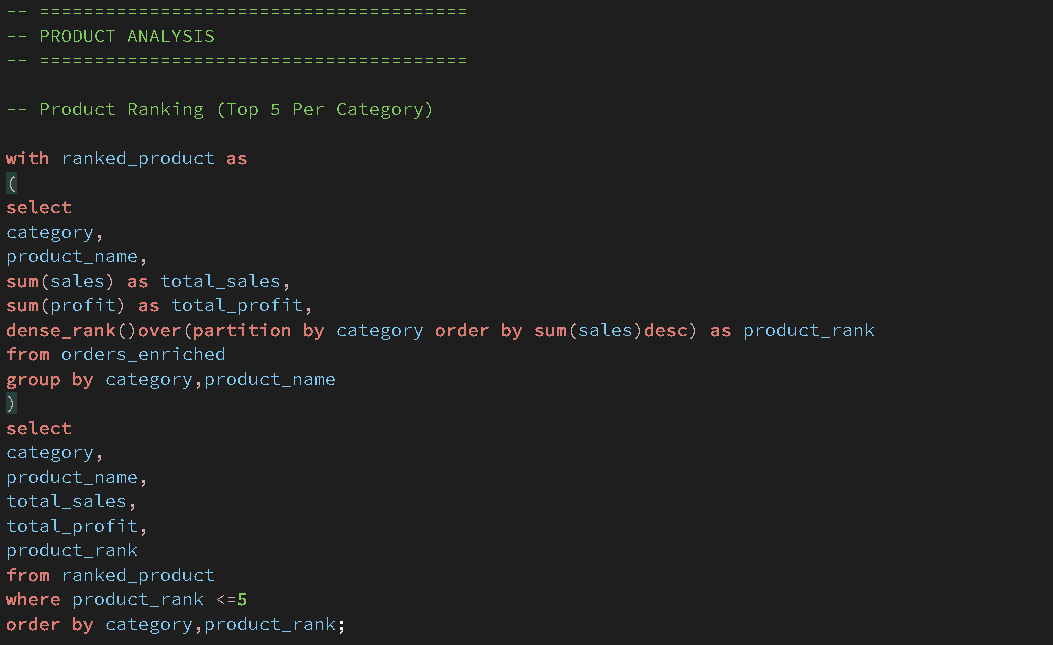 -- =======================================
-- PRODUCT ANALYSIS
-- =======================================
-- Product Ranking (Top 5 Per Category)
with ranked_product as
(
select
category,
product_name,
sum(sales) as total_sales,
sum(profit) as total_profit,
dense_rank()over(partition by category order by sum(sales)desc) as product_rank
from orders_enriched
group by category,product_name
)
select
category,
product_name,
total_sales,
total_profit,
product_rank
from ranked_product
where product_rank <=5
order by category,product_rank;